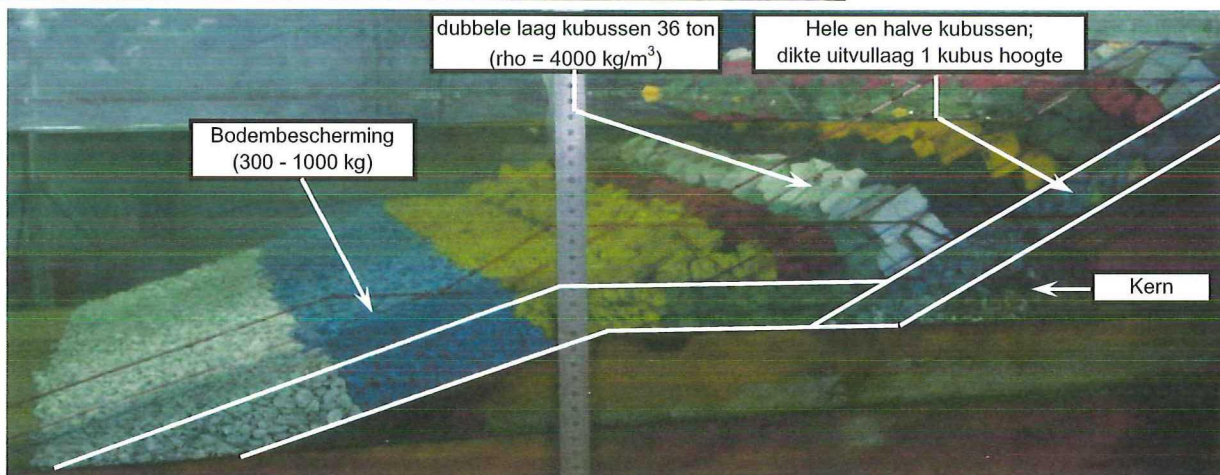 dubbele laag kubussen 36 ton
(rho = 4000 kg/m³)
Hele en halve kubussen;
dikte uitvullaag 1 kubus hoogte
Bodembescherming
(300 - 1000 kg)
Kern